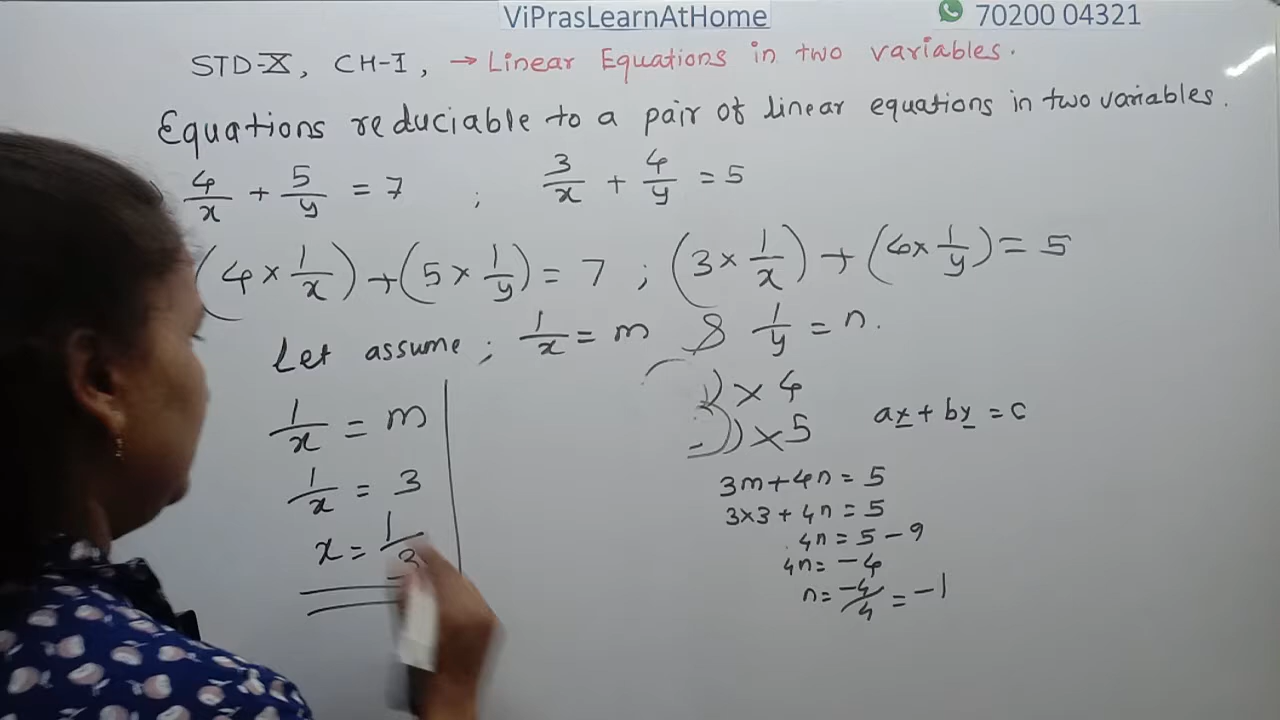 ViPrasLearnAtHome 70200 04321
STD-X, CH-I, → Linear Equations in two variables.
Equations reduciable to a pair of linear equations in two variables.
4/x + 5/y = 7 ; 3/x + 4/y = 5
(4 × 1/x) + (5 × 1/y) = 7 ; (3 × 1/x) + (4 × 1/y) = 5
Let assume ; 1/x = m & 1/y = n.
1/x = m
1/x = 3
x = 1/3
) × 4
-) × 5
ax + by = c
3m + 4n = 5
3×3 + 4n = 5
4n = 5 - 9
4n = -4
n = -4/4 = -1